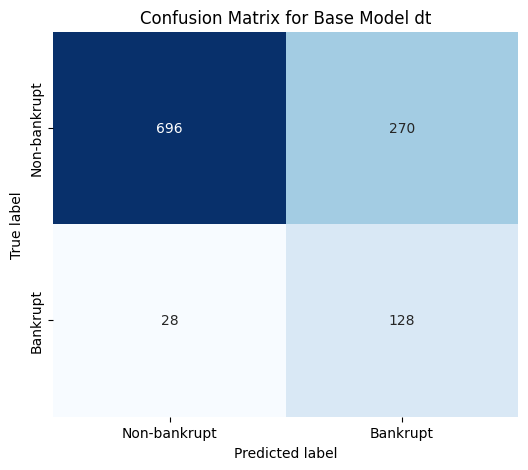 Confusion Matrix for Base Model dt
True label
Non-bankrupt
696
270
Bankrupt
28
128
Non-bankrupt
Bankrupt
Predicted label